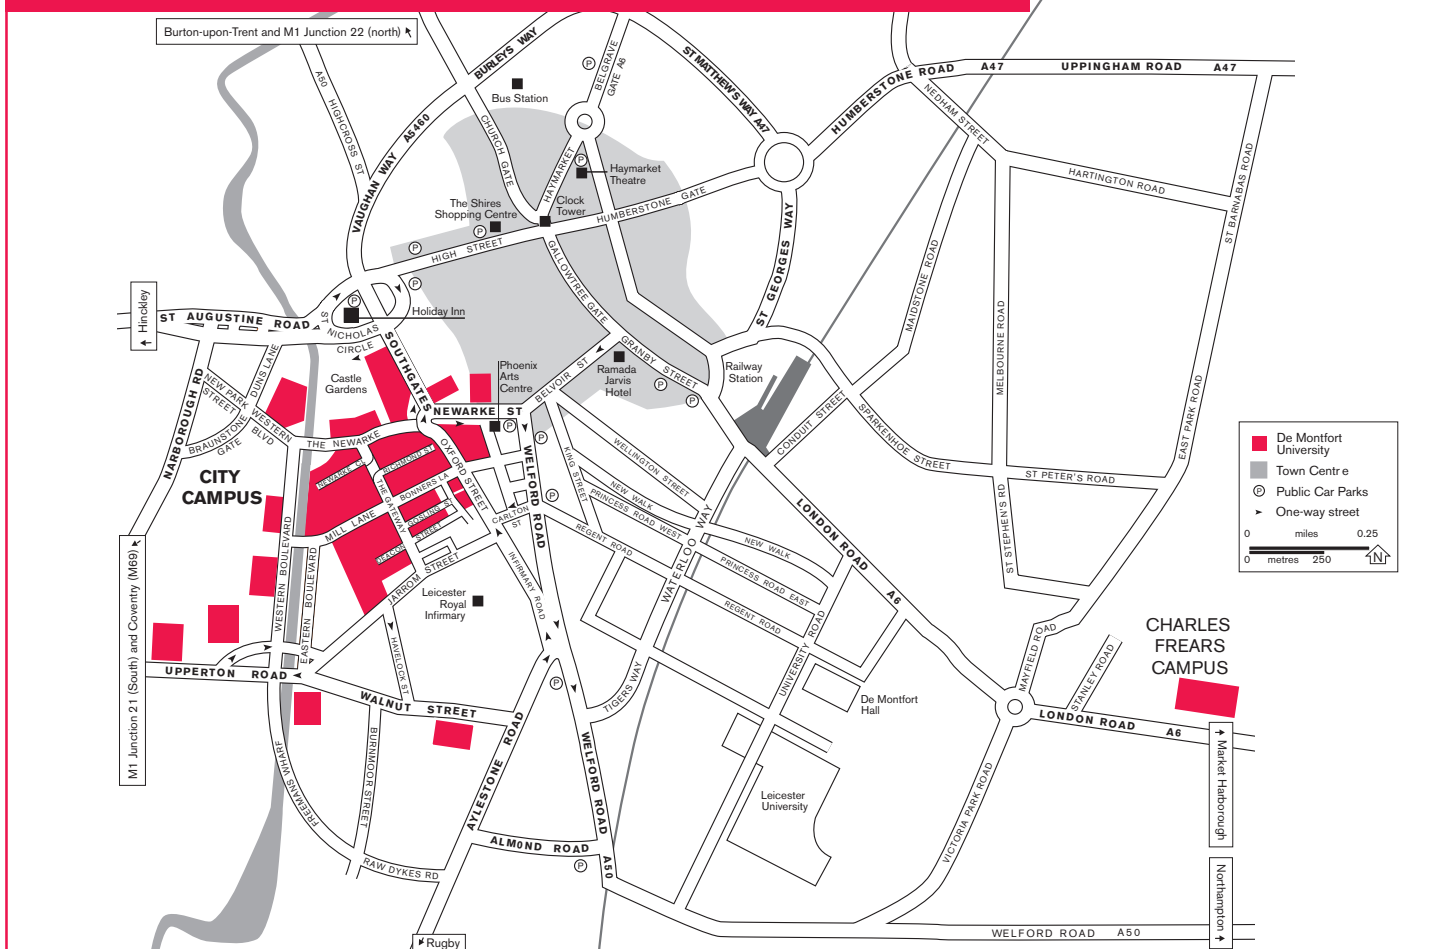 Burton-upon-Trent and M1 Junction 22 (north)
A50 HIGHCROSS ST
BURLEYS WAY
VAUGHAN WAY A5460
Bus Station
CHURCH GATE
BELGRAVE
GATE A6
ST MATTHEWS WAY A47
HUMBERSTONE ROAD A47 UPPINGHAM ROAD A47
NEDHAM STREET
HARTINGTON ROAD
ST BARNABAS ROAD
HAYMARKET
Haymarket
Theatre
The Shires
Shopping Centre
Clock
Tower
HUMBERSTONE GATE
HIGH STREET
GALLOWTREE GATE
ST GEORGES WAY
MAIDSTONE ROAD
MELBOURNE ROAD
Hinckley
ST AUGUSTINE ROAD
Holiday Inn
ST NICHOLAS
CIRCLE
SOUTHGATES
Castle
Gardens
Phoenix
Arts
Centre
BELVOIR ST
GRANBY STREET
Ramada
Jarvis
Hotel
Railway
Station
CONDUIT STREET
SPARKENHOE STREET
ST PETER'S ROAD
EAST PARK ROAD
ST STEPHEN'S RD
NARBOROUGH RD
NEW PARK
STREET
DUNS LANE
BRAUNSTONE
GATE
WESTERN
BLVD
THE NEWARKE
NEWARKE ST
CITY
CAMPUS
NEWARKE CL
RICHMOND ST
THE GATEWAY
BONNERS LA
OXFORD STREET
GOSLING ST
DEACON
STREET
MILL LANE
JARROM STREET
CARLTON
ST
WELFORD ROAD
KING STREET
WELLINGTON STREET
NEW WALK
PRINCESS ROAD WEST
REGENT ROAD
WATERLOO WAY
NEW WALK
PRINCESS ROAD EAST
REGENT ROAD
LONDON ROAD A6
UNIVERSITY ROAD
INFIRMARY ROAD
Leicester
Royal
Infirmary
HAVELOCK ST
WESTERN BOULEVARD
EASTERN BOULEVARD
M1 Junction 21 (South) and Coventry (M69)
UPPERTON ROAD
WALNUT STREET
BURNMOOR STREET
FREEMANS WHARF
RAW DYKES RD
AYLESTONE ROAD
TIGERS WAY
WELFORD ROAD
A50
ALMOND ROAD
Rugby
De Montfort
Hall
Leicester
University
VICTORIA PARK ROAD
MAYFIELD ROAD
STANLEY ROAD
CHARLES
FREARS
CAMPUS
LONDON ROAD A6
Market Harborough
Northampton
WELFORD ROAD A50
De Montfort
University
Town Centre
P Public Car Parks
One-way street
0 miles 0.25
0 metres 250
N
P
P
P
P
P
P
P
P
P
P
P
P
P
P